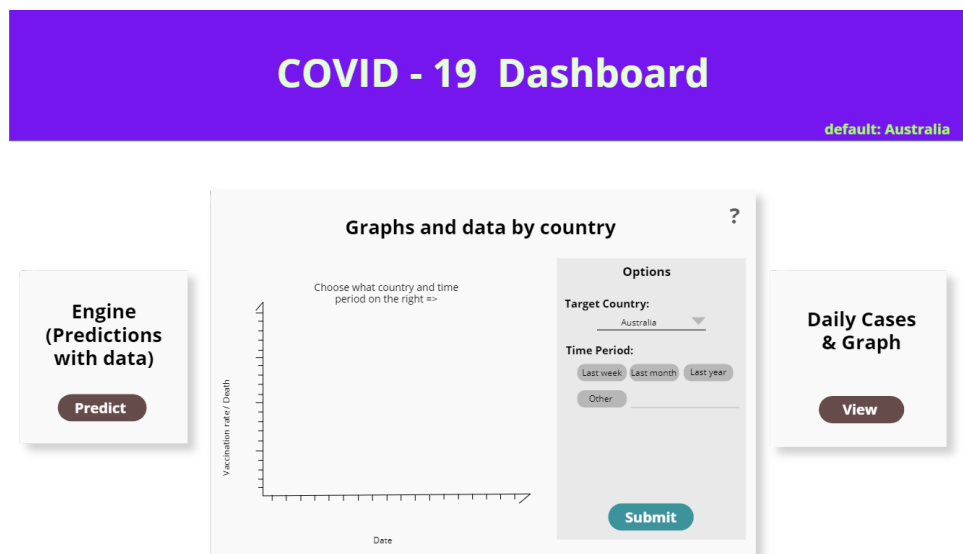 COVID - 19 Dashboard
default: Australia
Engine
(Predictions
with data)
Predict
Graphs and data by country
?
Choose what country and time
period on the right =>
Vaccination rate / Death
Date
Options
Target Country:
Australia
Time Period:
Last week Last month Last year
Other
Submit
Daily Cases
& Graph
View